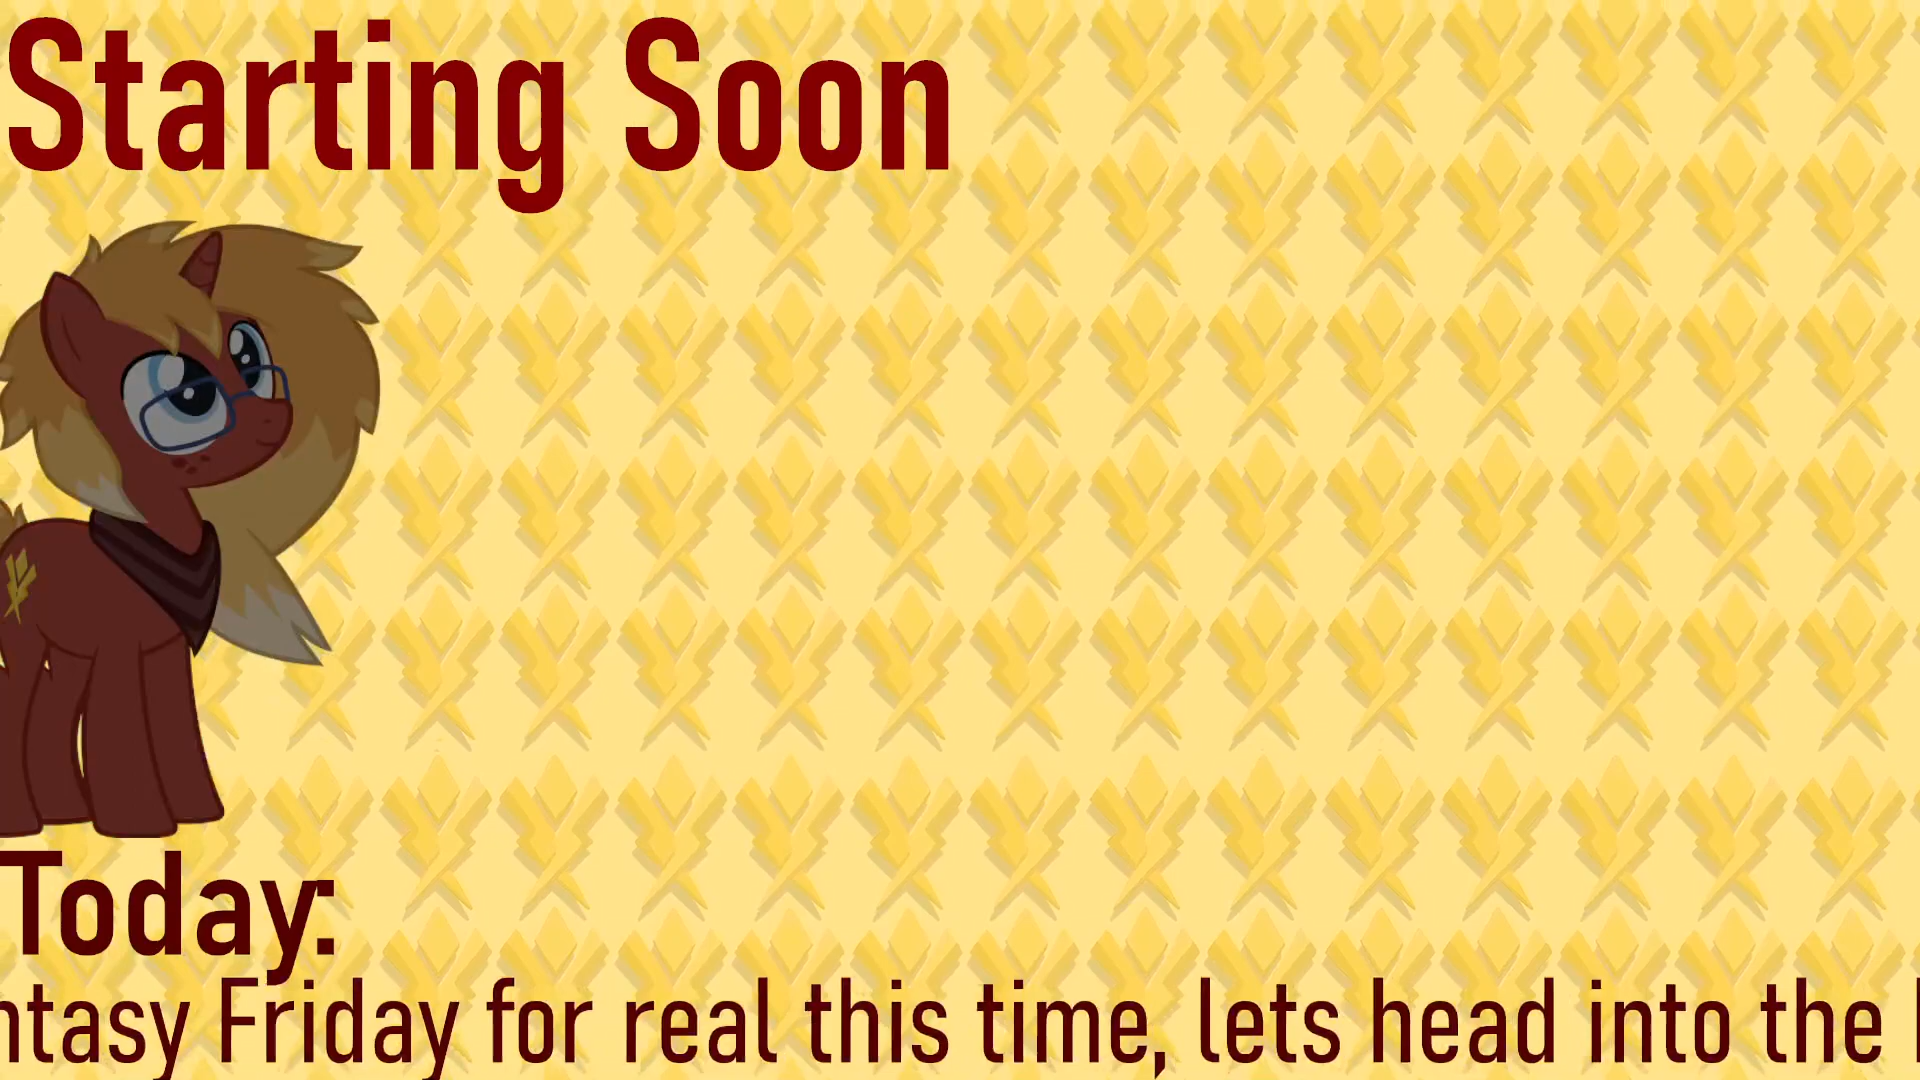 Starting Soon
Today:
ntasy Friday for real this time, lets head into the